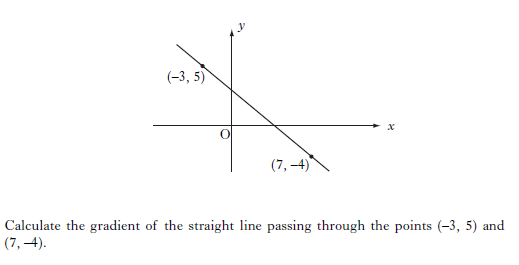 y
(–3, 5)
x
O
(7, –4)
Calculate the gradient of the straight line passing through the points (–3, 5) and
(7, –4).